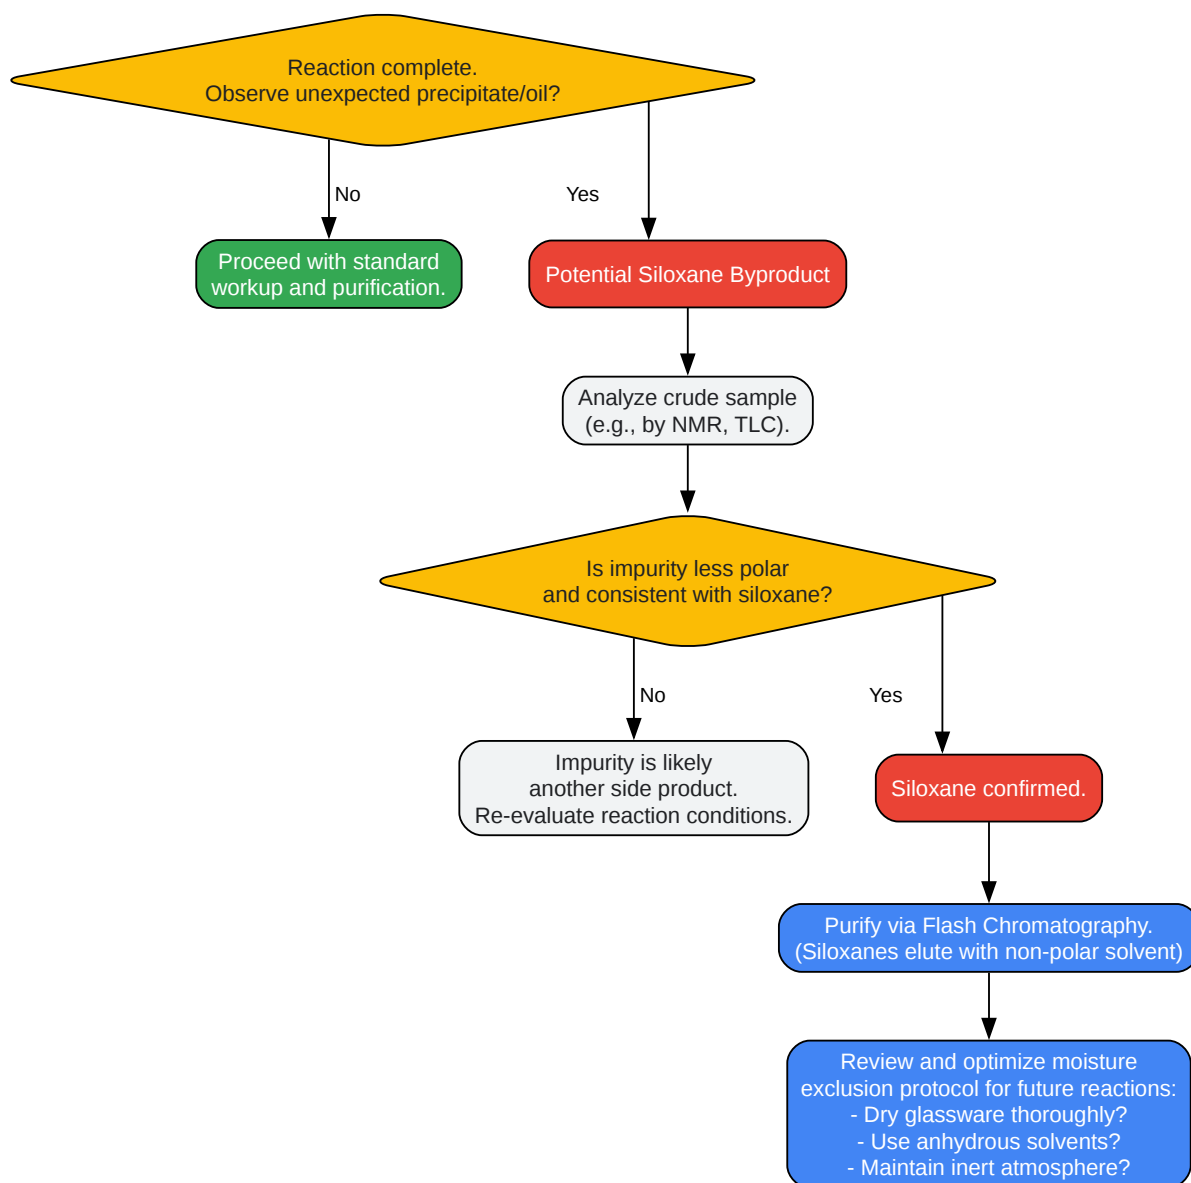 Reaction complete.
Observe unexpected precipitate/oil?
No
Yes
Proceed with standard
workup and purification.
Potential Siloxane Byproduct
Analyze crude sample
(e.g., by NMR, TLC).
Is impurity less polar
and consistent with siloxane?
No
Yes
Impurity is likely
another side product.
Re-evaluate reaction conditions.
Siloxane confirmed.
Purify via Flash Chromatography.
(Siloxanes elute with non-polar solvent)
Review and optimize moisture
exclusion protocol for future reactions:
- Dry glassware thoroughly?
- Use anhydrous solvents?
- Maintain inert atmosphere?